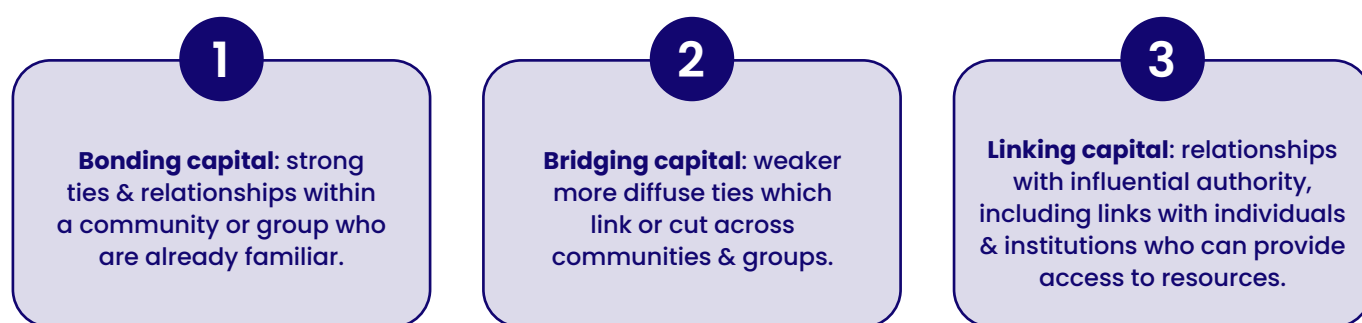 1
Bonding capital: strong
ties & relationships within
a community or group who
are already familiar.
2
Bridging capital: weaker
more diffuse ties which
link or cut across
communities & groups.
3
Linking capital: relationships
with influential authority,
including links with individuals
& institutions who can provide
access to resources.